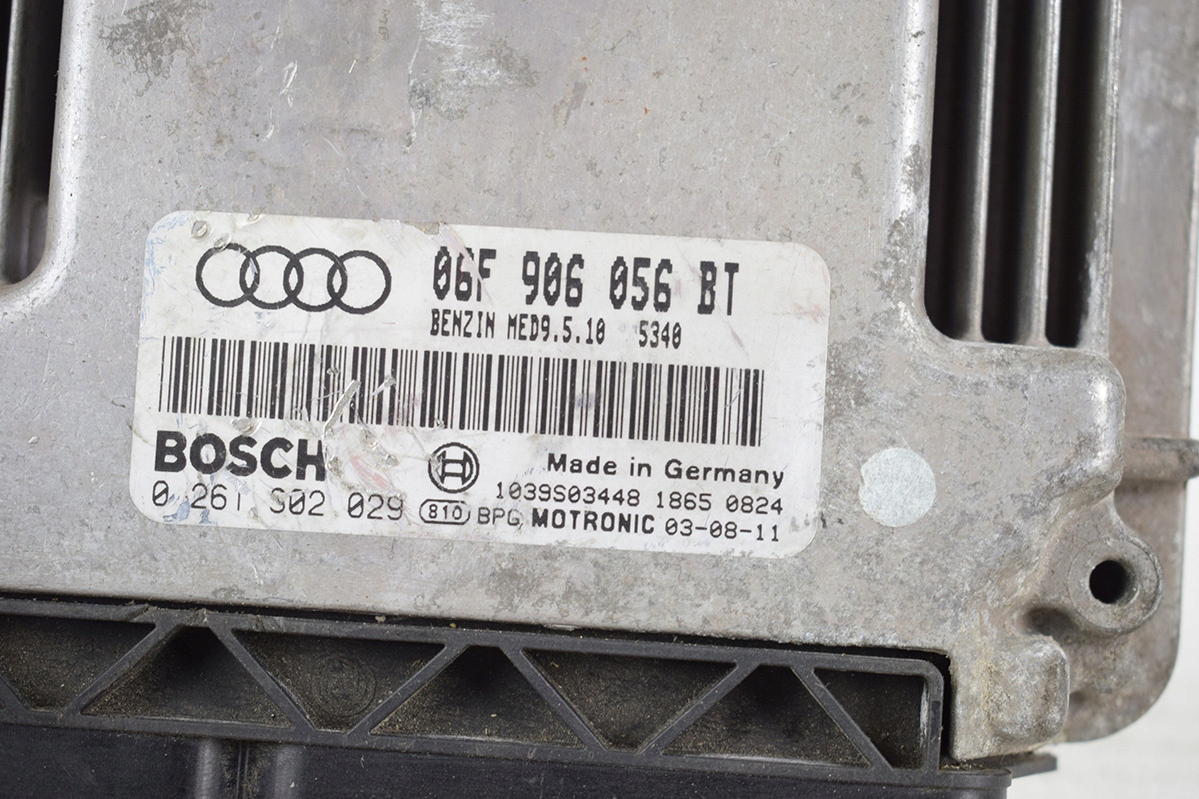 06F 906 056 BT
BENZIN MED9.5.10 5340
BOSCH
Made in Germany
1039S03448 1865 0824
0 261 S02 029 810 BPG MOTRONIC 03-08-11